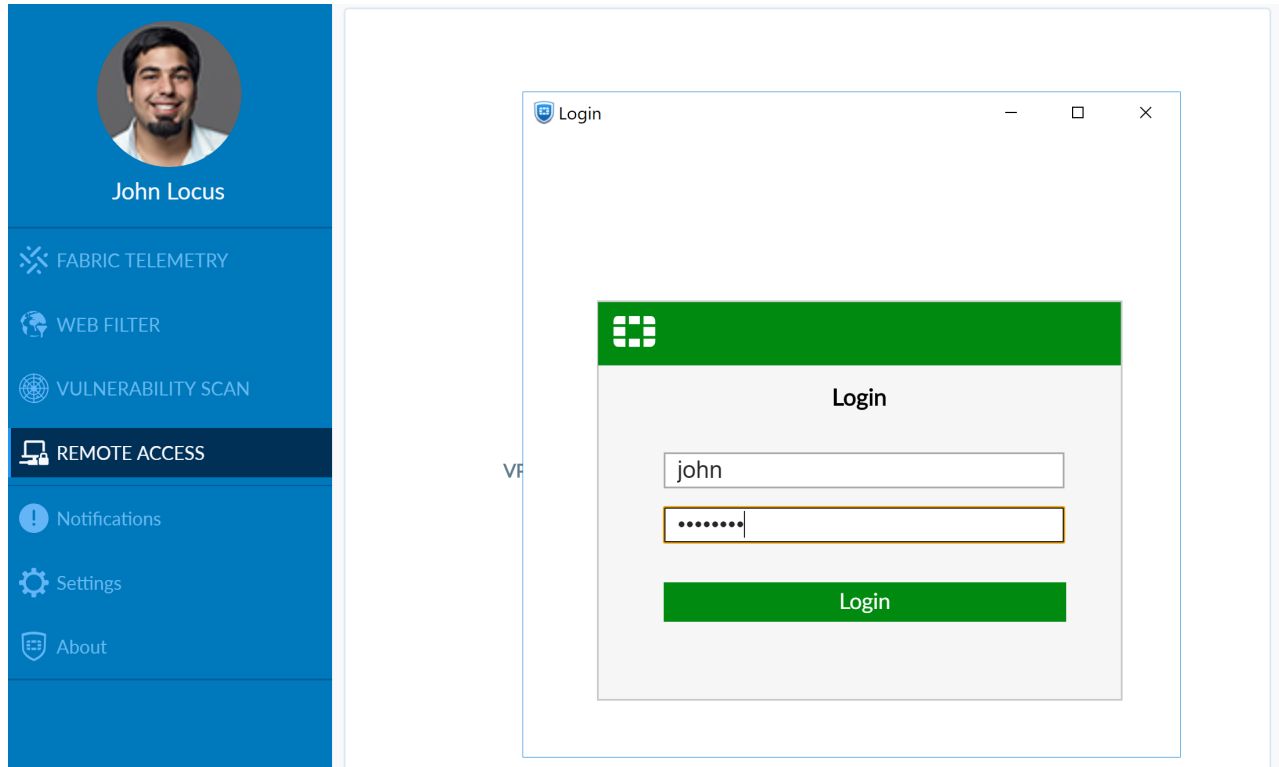 John Locus
FABRIC TELEMETRY
WEB FILTER
VULNERABILITY SCAN
REMOTE ACCESS
Notifications
Settings
About
Login
Login
john
••••••••
Login